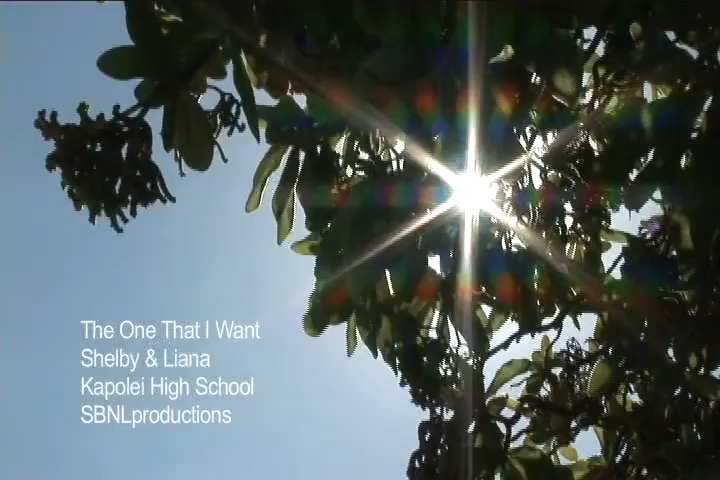 The One That I Want
Shelby & Liana
Kapolei High School
SBNLproductions